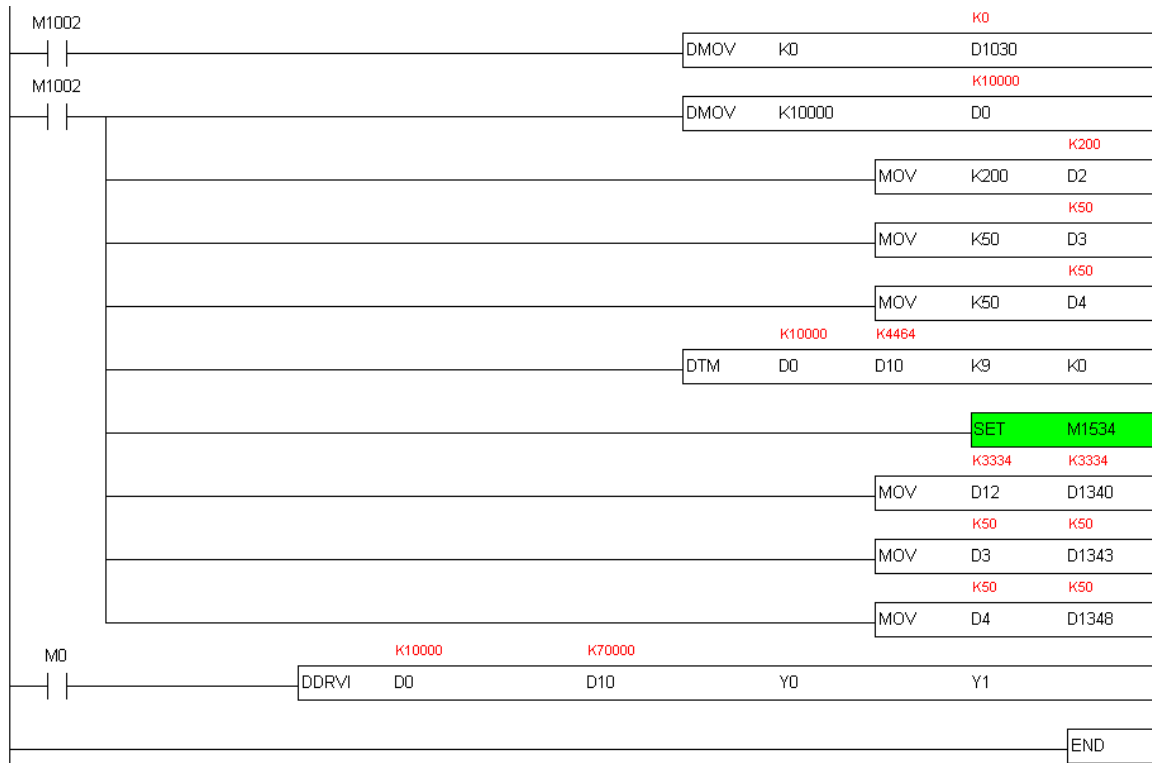 M1002
K0
DMOV K0 D1030
M1002
K10000
DMOV K10000 D0
K200
MOV K200 D2
K50
MOV K50 D3
K50
MOV K50 D4
K10000 K4464
DTM D0 D10 K9 K0
SET M1534
K3334 K3334
MOV D12 D1340
K50 K50
MOV D3 D1343
K50 K50
MOV D4 D1348
M0
K10000 K70000
DDRVI D0 D10 Y0 Y1
END